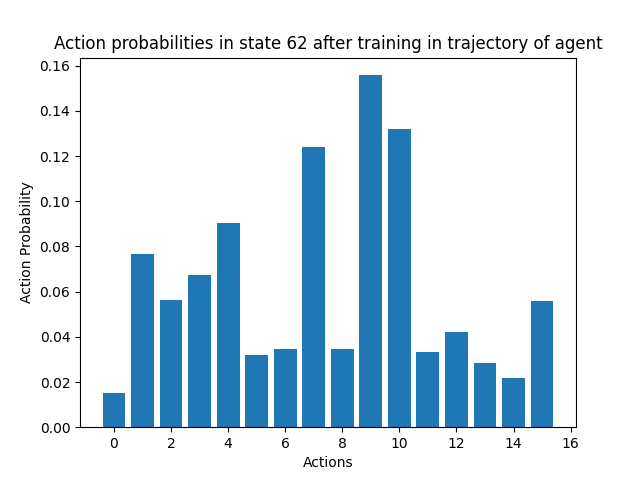 Action probabilities in state 62 after training in trajectory of agent
0.16
0.14
0.12
0.10
0.08
0.06
0.04
0.02
0.00
Action Probability
0 2 4 6 8 10 12 14 16
Actions